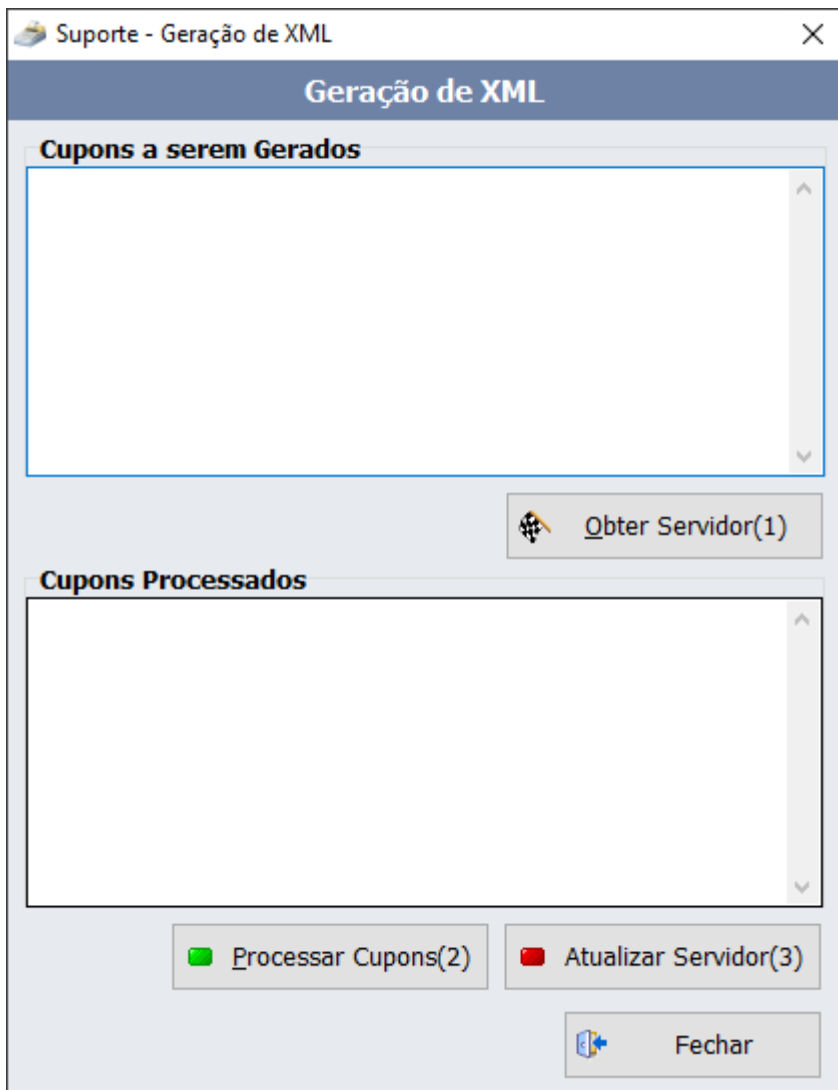 Suporte - Geração de XML
Geração de XML
Cupons a serem Gerados
Obter Servidor(1)
Cupons Processados
Processar Cupons(2) Atualizar Servidor(3)
Fechar